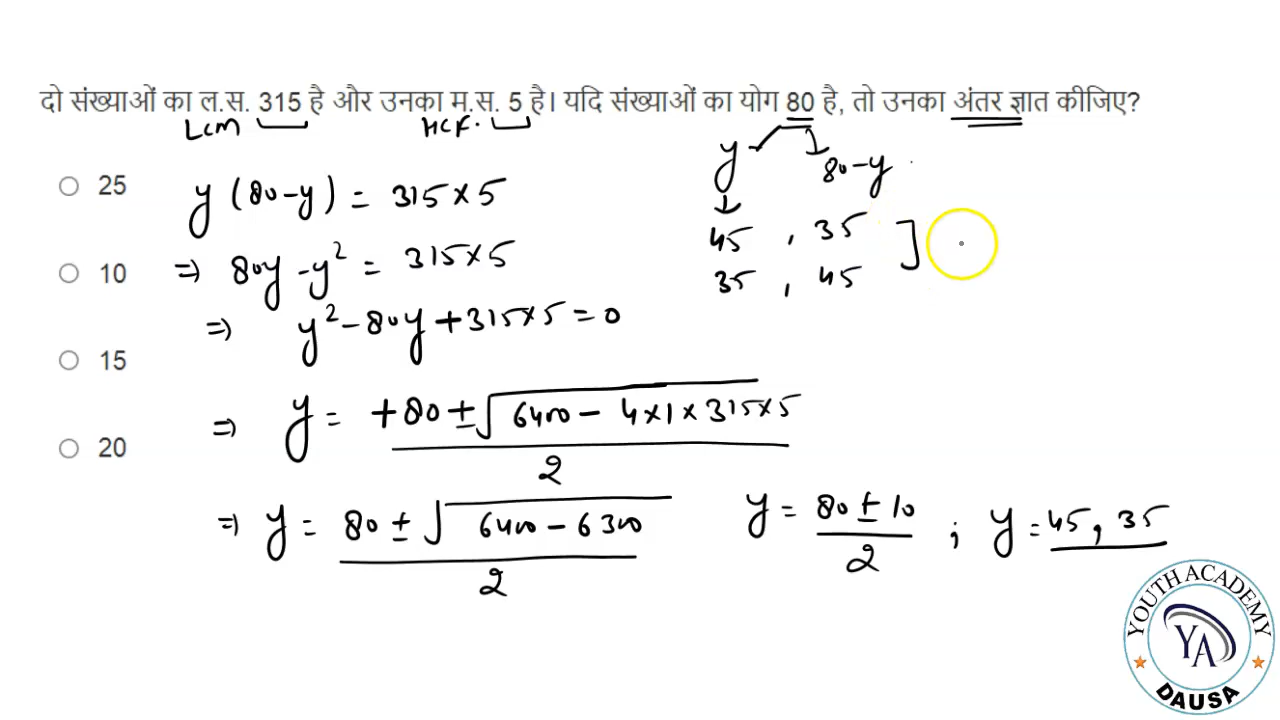 दो संख्याओं का ल.स. 315 है और उनका म.स. 5 है। यदि संख्याओं का योग 80 है, तो उनका अंतर ज्ञात कीजिए?
Lcm
HCF.
y
80-y
25
y (80-y) = 315×5
45, 35
10
⇒ 80y - y² = 315×5
35, 45
⇒ y² - 80y + 315×5 = 0
15
⇒ y = +80 ± √6400 - 4×1×315×5
2
20
⇒ y = 80 ± √6400 - 6300
2
y = 80 ± 10
2
; y = 45, 35
YOUTH ACADEMY
YA
DAUSA